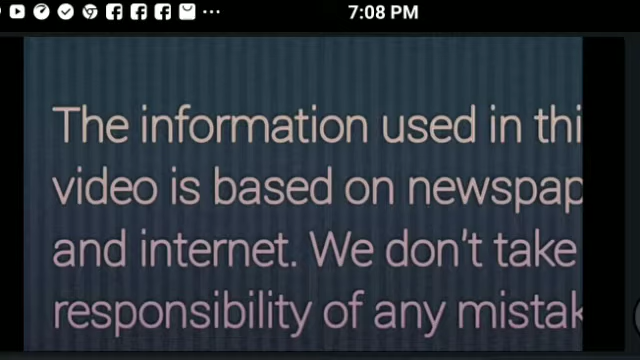 7:08 PM
The information used in thi
video is based on newspap
and internet. We don't take
responsibility of any mistak